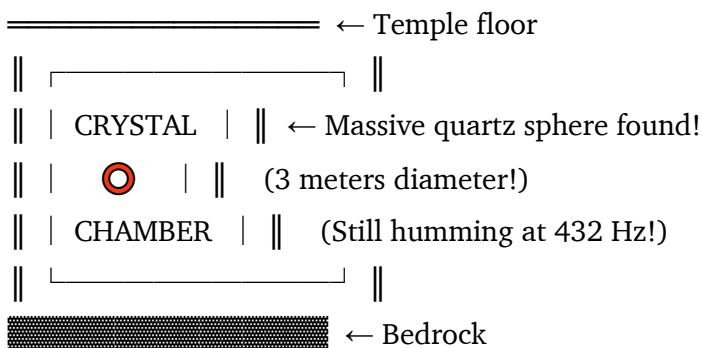 ← Temple floor
CRYSTAL ← Massive quartz sphere found!
(3 meters diameter!)
CHAMBER (Still humming at 432 Hz!)
← Bedrock